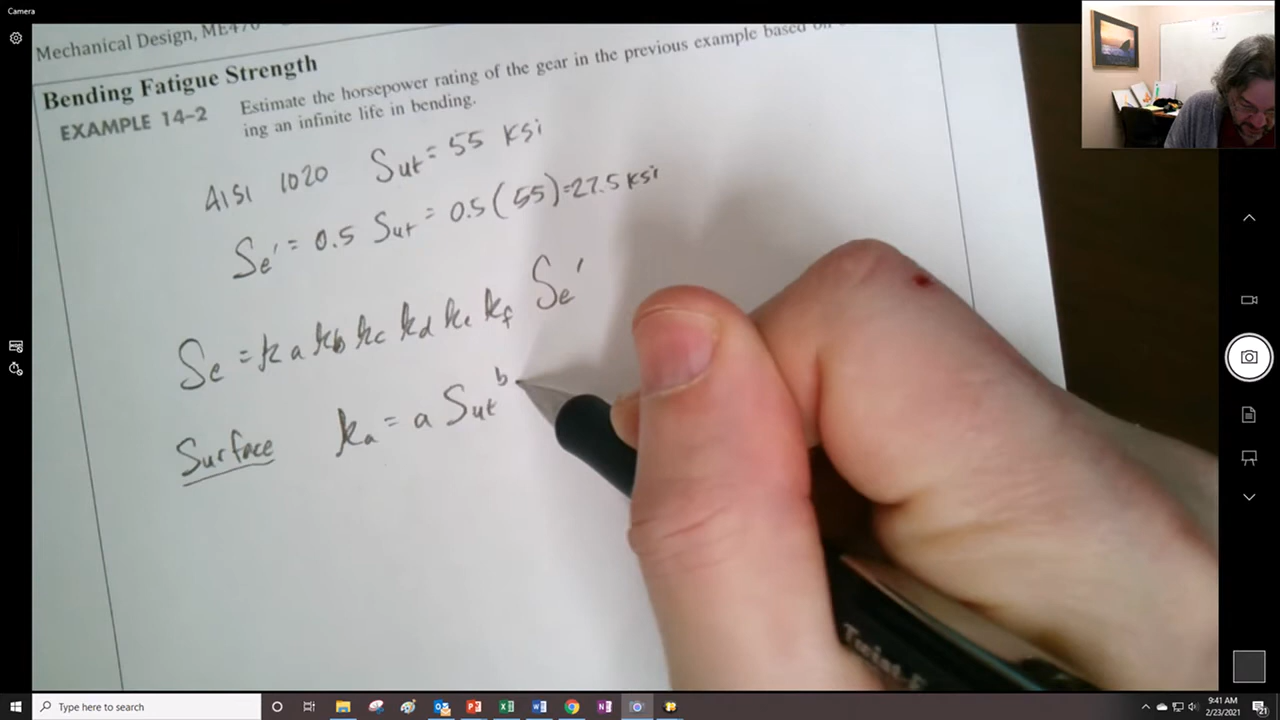 Camera
Mechanical Design, ME470
Bending Fatigue Strength
EXAMPLE 14–2 Estimate the horsepower rating of the gear in the previous example based on
ing an infinite life in bending.
AISI 1020 Sut = 55 ksi
Se' = 0.5 Sut = 0.5 (55) = 27.5 ksi
Se = ka kb kc kd ke kf Se'
Surface ka = a Sut^b
Twist-E
Type here to search
9:41 AM
2/23/2021
21